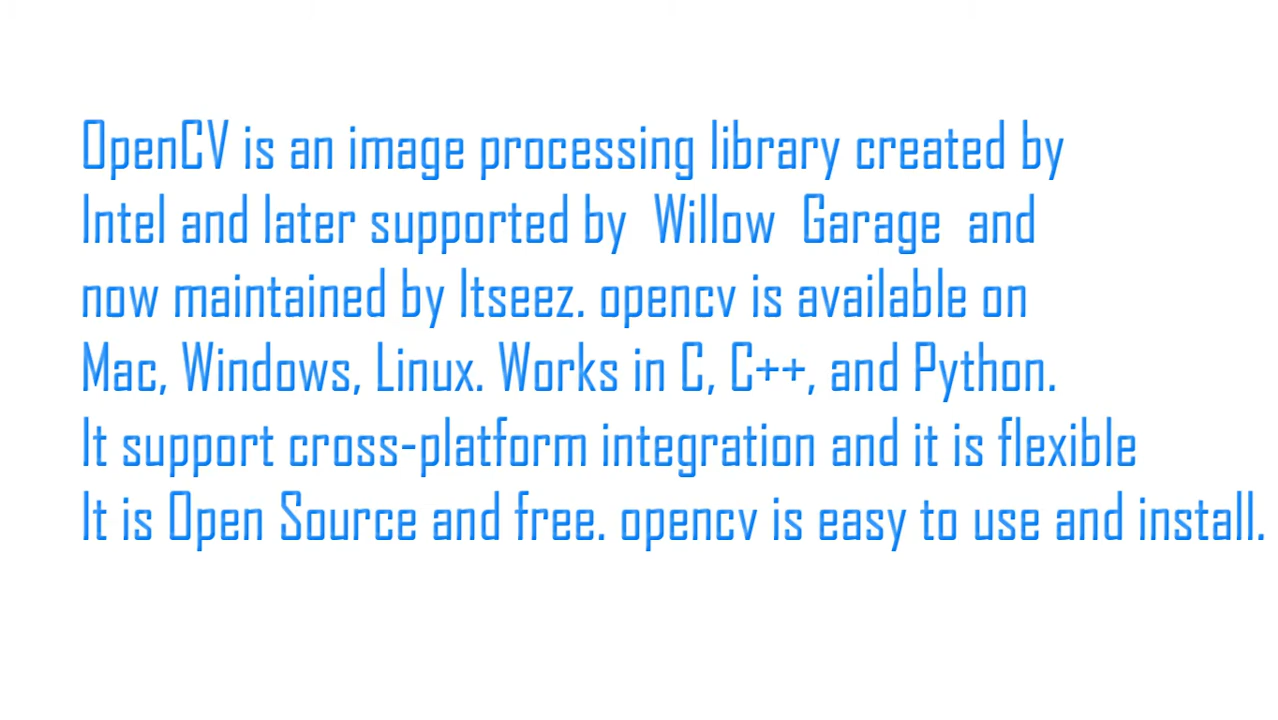 OpenCV is an image processing library created by
Intel and later supported by Willow Garage and
now maintained by Itseez. opencv is available on
Mac, Windows, Linux. Works in C, C++, and Python.
It support cross-platform integration and it is flexible
It is Open Source and free. opencv is easy to use and install.